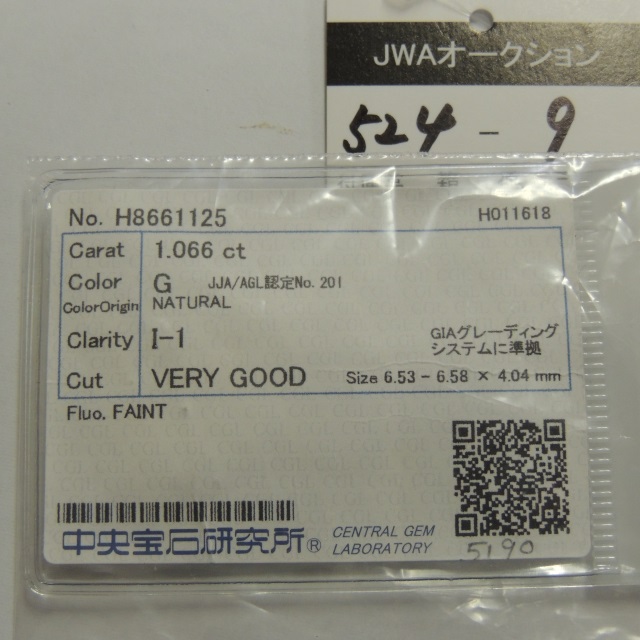 JWAオークション
524-9
No. H8661125
H011618
Carat 1.066 ct
Color G JJA/AGL認定No.201
ColorOrigin NATURAL
Clarity I-1
GIAグレーディング
システムに準拠
Cut VERY GOOD Size 6.53 - 6.58 × 4.04 mm
Fluo. FAINT
中央宝石研究所® CENTRAL GEM
LABORATORY
5190